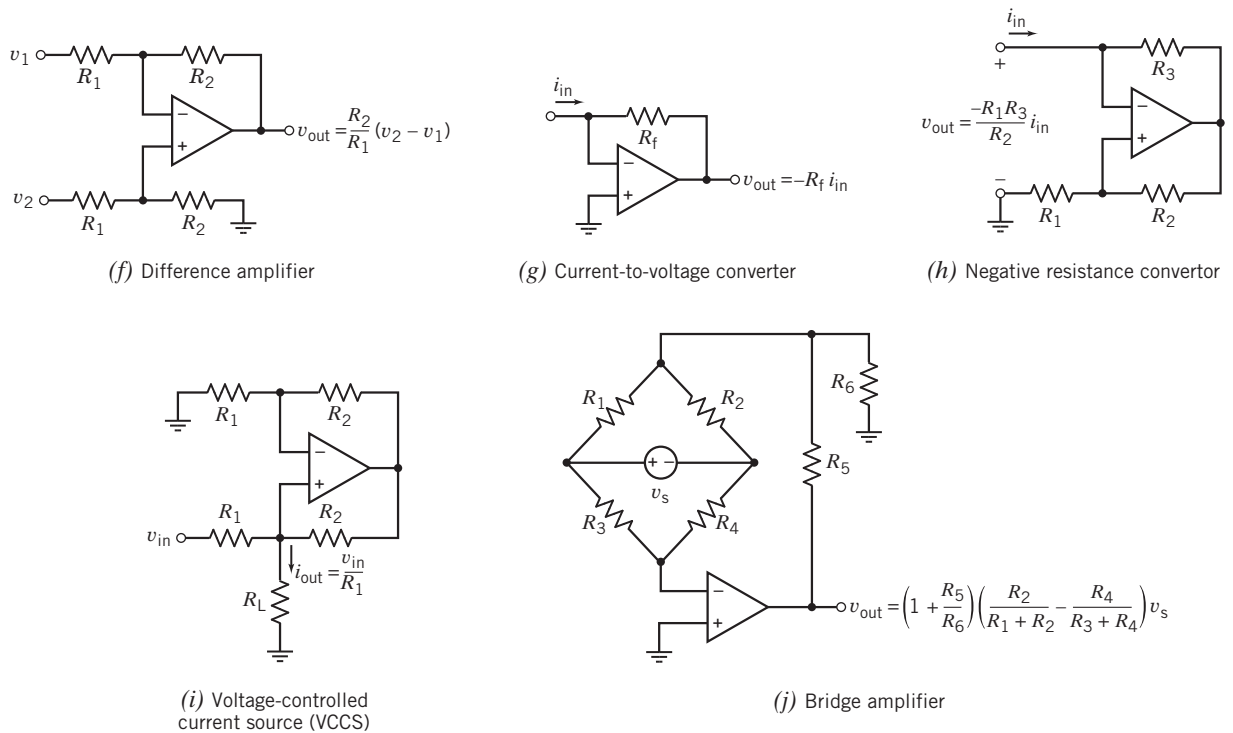 v1
R1
R2
−
+
vout = R2/R1 (v2 − v1)
v2
R1
R2
(f) Difference amplifier
iin
Rf
−
+
vout = −Rf iin
(g) Current-to-voltage converter
iin
+
R3
vout = −R1R3/R2 iin
−
+
−
R1
R2
(h) Negative resistance convertor
R1
R2
−
+
vin
R1
R2
iout = vin/R1
RL
(i) Voltage-controlled
current source (VCCS)
R6
R1
R2
+ −
vs
R5
R3
R4
−
+
vout = (1 + R5/R6) (R2/(R1 + R2) − R4/(R3 + R4)) vs
(j) Bridge amplifier